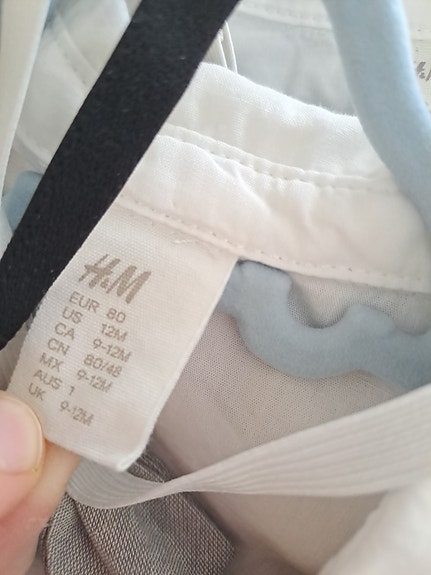 H&M
EUR 80
US 12M
CA 9-12M
CN 80/48
MX 9-12M
AUS 1
UK 9-12M